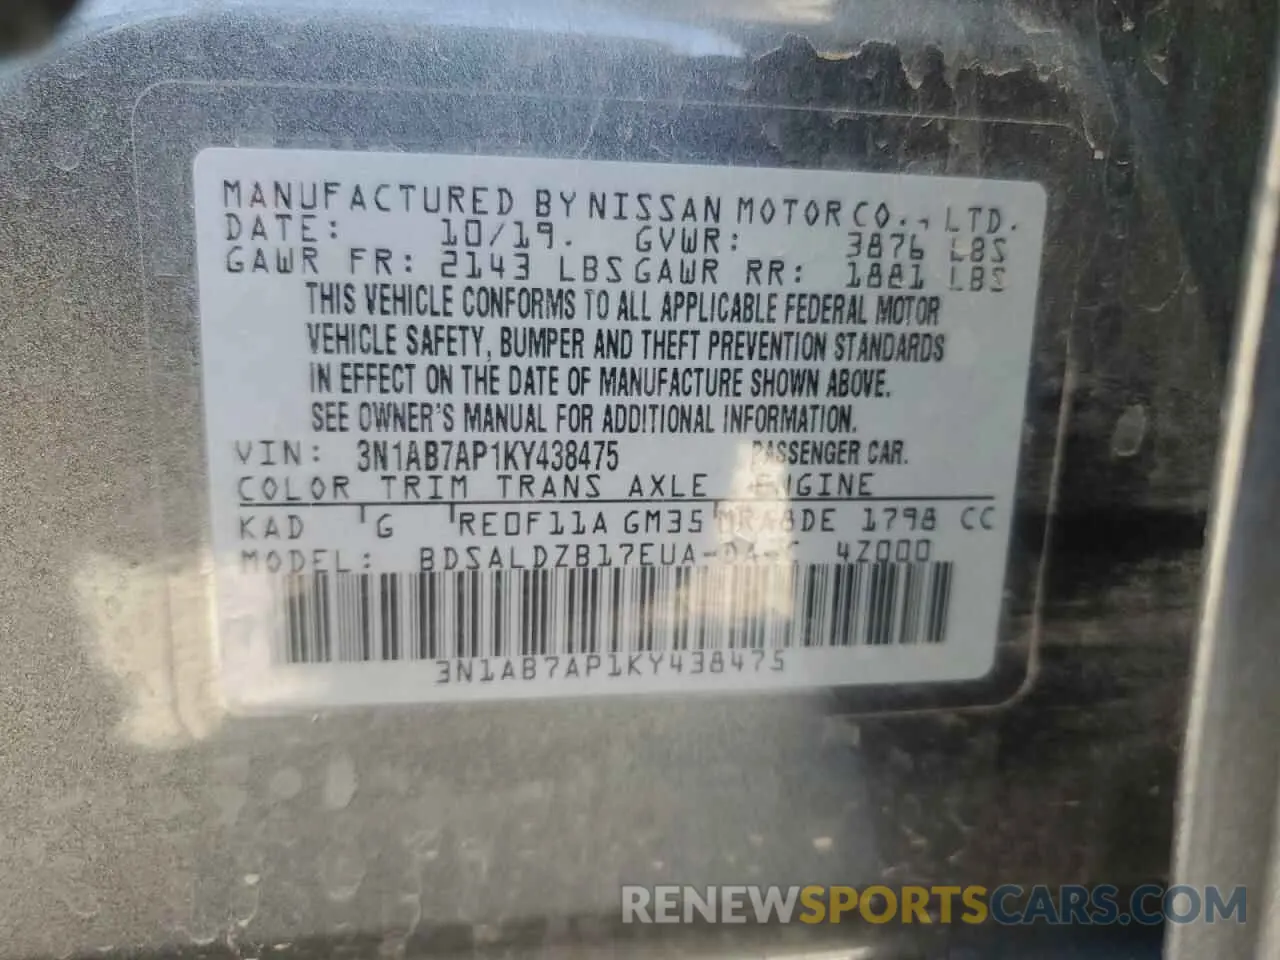 MANUFACTURED BY NISSAN MOTOR CO., LTD.
DATE: 10/19. GVWR: 3876 LBS
GAWR FR: 2143 LBS GAWR RR: 1881 LBS
THIS VEHICLE CONFORMS TO ALL APPLICABLE FEDERAL MOTOR
VEHICLE SAFETY, BUMPER AND THEFT PREVENTION STANDARDS
IN EFFECT ON THE DATE OF MANUFACTURE SHOWN ABOVE.
SEE OWNER'S MANUAL FOR ADDITIONAL INFORMATION.
VIN: 3N1AB7AP1KY438475 PASSENGER CAR.
COLOR TRIM TRANS AXLE ENGINE
KAD G RE0F11A GM35 MRA8DE 1798 CC
MODEL: 4Z000
3N1AB7AP1KY438475
RENEWSPORTSCARS.COM